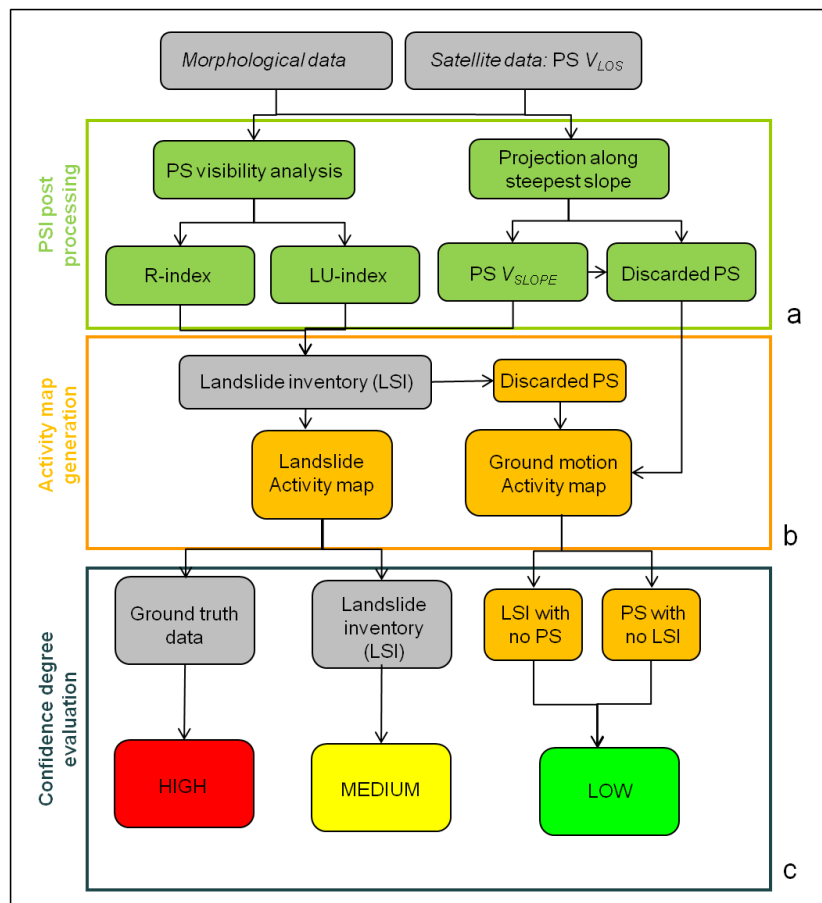 Morphological data
Satellite data: PS VLOS
PSI post
processing
PS visibility analysis
Projection along
steepest slope
R-index
LU-index
PS VSLOPE
Discarded PS
a
Activity map
generation
Landslide inventory (LSI)
Discarded PS
Landslide
Activity map
Ground motion
Activity map
b
Confidence degree
evaluation
Ground truth
data
Landslide
inventory
(LSI)
LSI with
no PS
PS with
no LSI
HIGH
MEDIUM
LOW
c